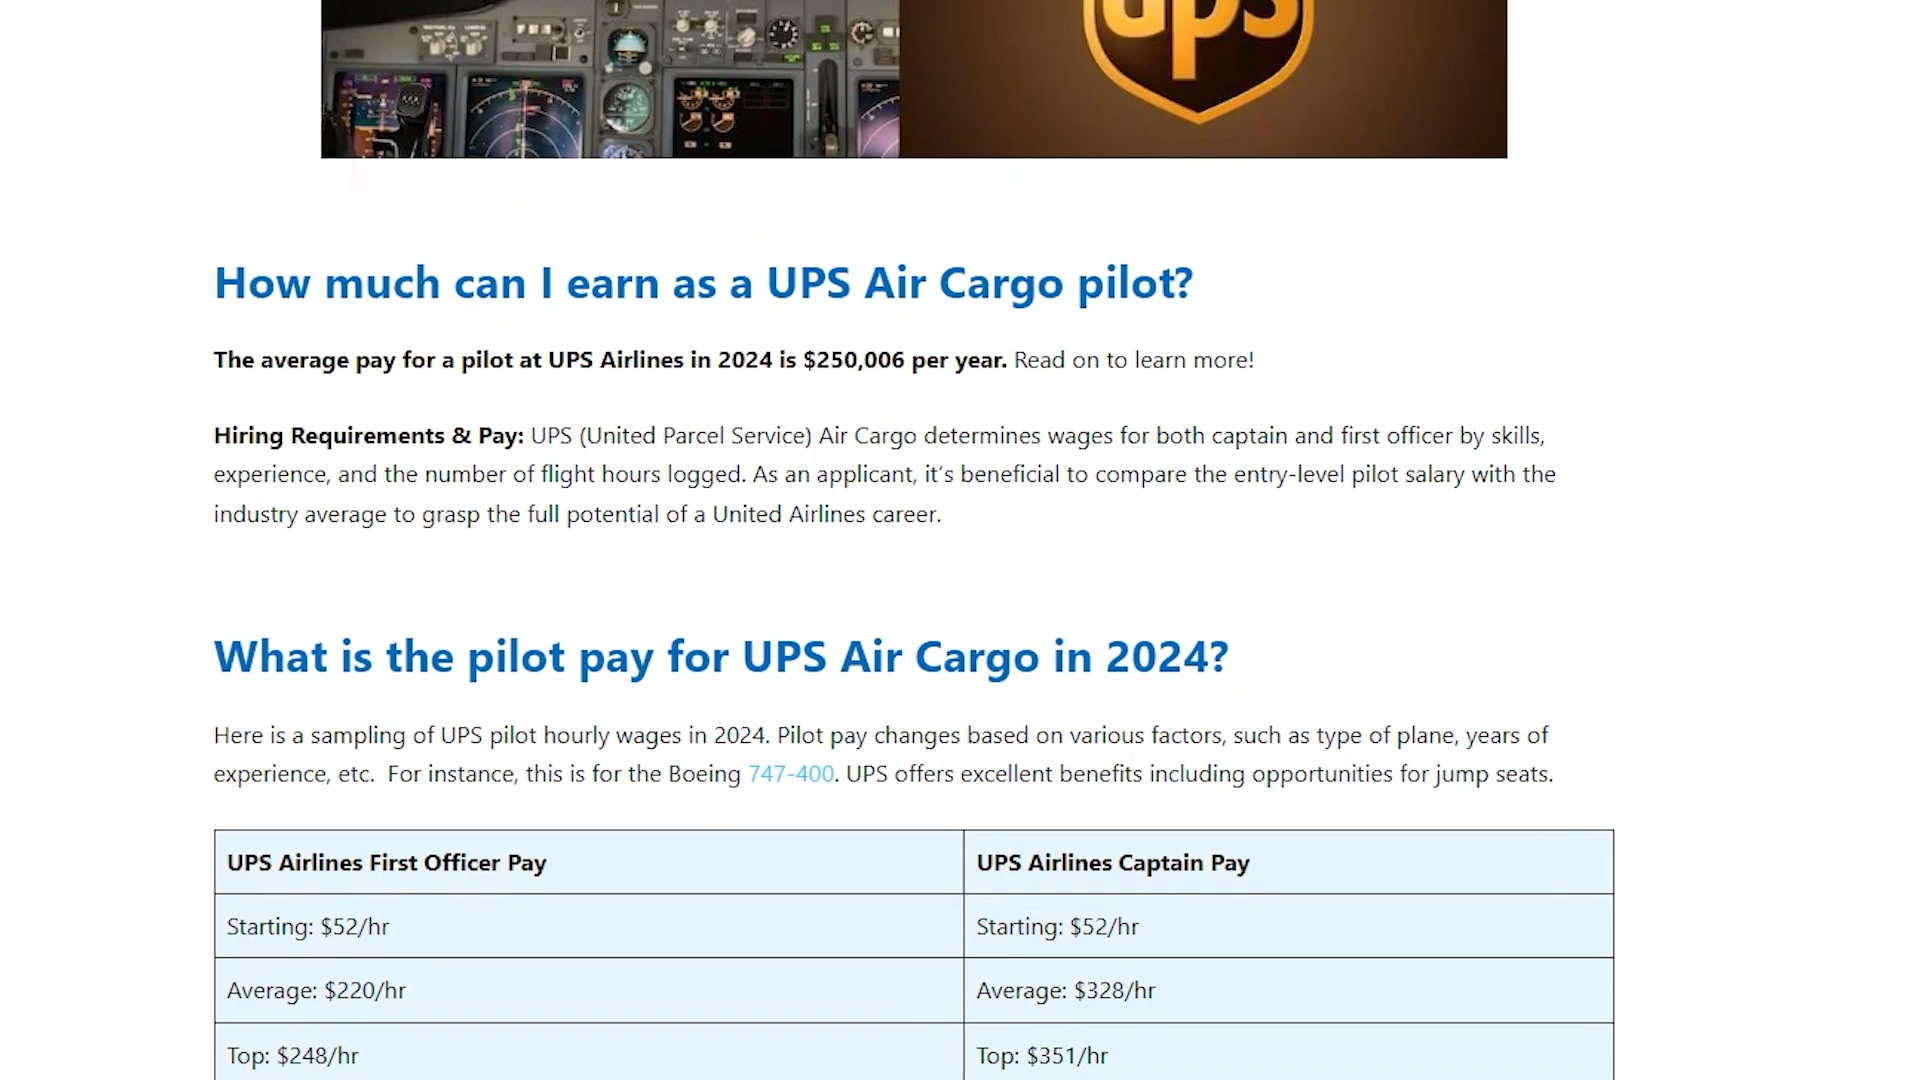 ups
How much can I earn as a UPS Air Cargo pilot?
The average pay for a pilot at UPS Airlines in 2024 is $250,006 per year. Read on to learn more!
Hiring Requirements & Pay: UPS (United Parcel Service) Air Cargo determines wages for both captain and first officer by skills,
experience, and the number of flight hours logged. As an applicant, it’s beneficial to compare the entry-level pilot salary with the
industry average to grasp the full potential of a United Airlines career.
What is the pilot pay for UPS Air Cargo in 2024?
Here is a sampling of UPS pilot hourly wages in 2024. Pilot pay changes based on various factors, such as type of plane, years of
experience, etc.  For instance, this is for the Boeing 747-400. UPS offers excellent benefits including opportunities for jump seats.
UPS Airlines First Officer Pay
UPS Airlines Captain Pay
Starting: $52/hr
Starting: $52/hr
Average: $220/hr
Average: $328/hr
Top: $248/hr
Top: $351/hr